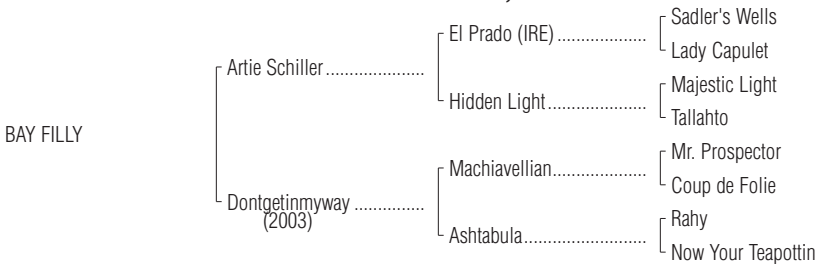 Sadler's Wells
El Prado (IRE)...................
Lady Capulet
Artie Schiller.....................
Majestic Light
Hidden Light.....................
Tallahto
BAY FILLY
Mr. Prospector
Machiavellian....................
Coup de Folie
Dontgetinmyway ...............
(2003)
Rahy
Ashtabula..........................
Now Your Teapottin